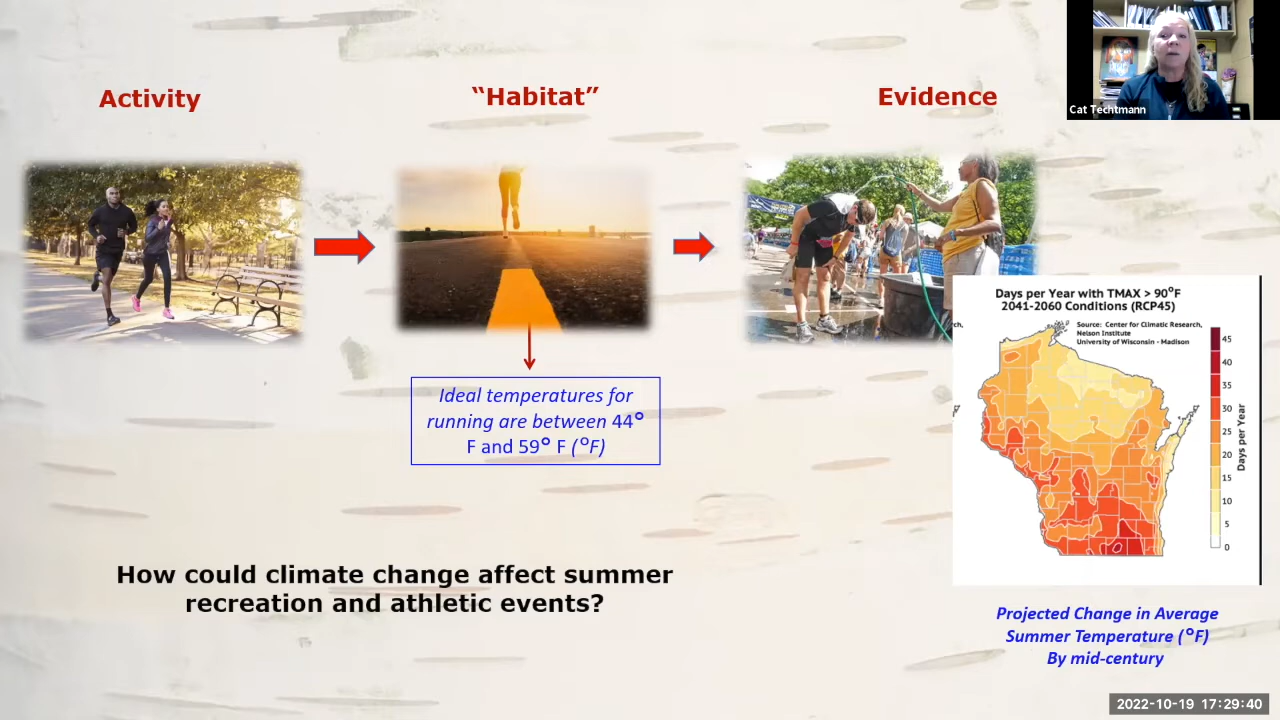 Activity
“Habitat”
Evidence
Cat Techtmann
Ideal temperatures for
running are between 44°
F and 59° F (°F)
Days per Year with TMAX > 90°F
2041-2060 Conditions (RCP45)
rch,
Source: Center for Climatic Research,
Nelson Institute
University of Wisconsin - Madison
45
40
35
30
25
20
15
10
5
0
Days per Year
How could climate change affect summer
recreation and athletic events?
Projected Change in Average
Summer Temperature (°F)
By mid-century
2022-10-19 17:29:40